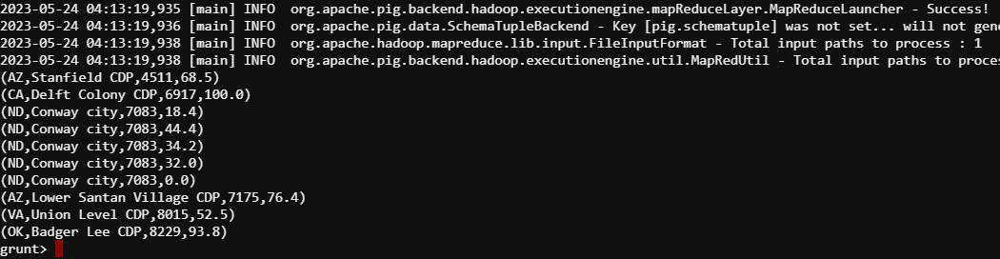 2023-05-24 04:13:19,935 [main] INFO  org.apache.pig.backend.hadoop.executionengine.mapReduceLayer.MapReduceLauncher - Success!
2023-05-24 04:13:19,936 [main] INFO  org.apache.pig.data.SchemaTupleBackend - Key [pig.schematuple] was not set... will not gene
2023-05-24 04:13:19,938 [main] INFO  org.apache.hadoop.mapreduce.lib.input.FileInputFormat - Total input paths to process : 1
2023-05-24 04:13:19,938 [main] INFO  org.apache.pig.backend.hadoop.executionengine.util.MapRedUtil - Total input paths to proces
(AZ,Stanfield CDP,4511,68.5)
(CA,Delft Colony CDP,6917,100.0)
(ND,Conway city,7083,18.4)
(ND,Conway city,7083,44.4)
(ND,Conway city,7083,34.2)
(ND,Conway city,7083,32.0)
(ND,Conway city,7083,0.0)
(AZ,Lower Santan Village CDP,7175,76.4)
(VA,Union Level CDP,8015,52.5)
(OK,Badger Lee CDP,8229,93.8)
grunt>